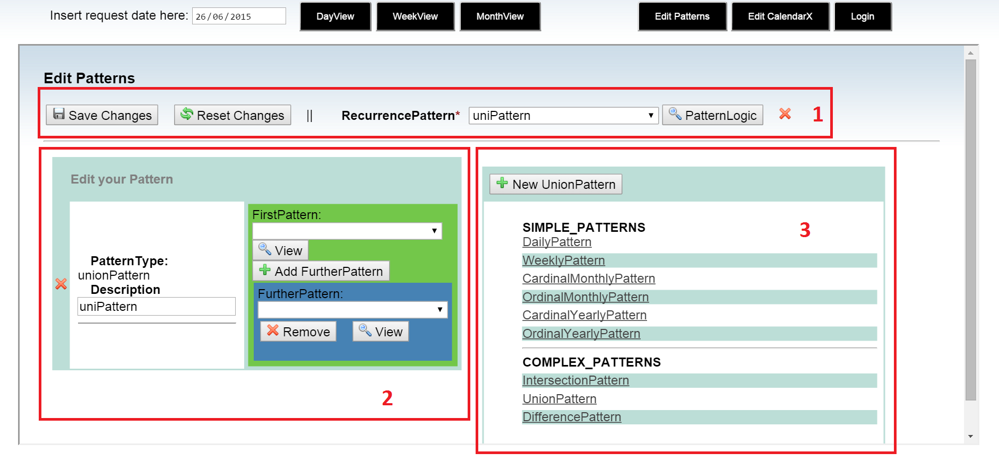 Insert request date here: 26/06/2015 DayView WeekView MonthView Edit Patterns Edit CalendarX Login
Edit Patterns
Save Changes Reset Changes || RecurrencePattern* uniPattern PatternLogic 1
Edit your Pattern
PatternType:
unionPattern
Description
uniPattern
FirstPattern:
View
Add FurtherPattern
FurtherPattern:
Remove View
2
New UnionPattern
SIMPLE_PATTERNS
3
DailyPattern
WeeklyPattern
CardinalMonthlyPattern
OrdinalMonthlyPattern
CardinalYearlyPattern
OrdinalYearlyPattern
COMPLEX_PATTERNS
IntersectionPattern
UnionPattern
DifferencePattern